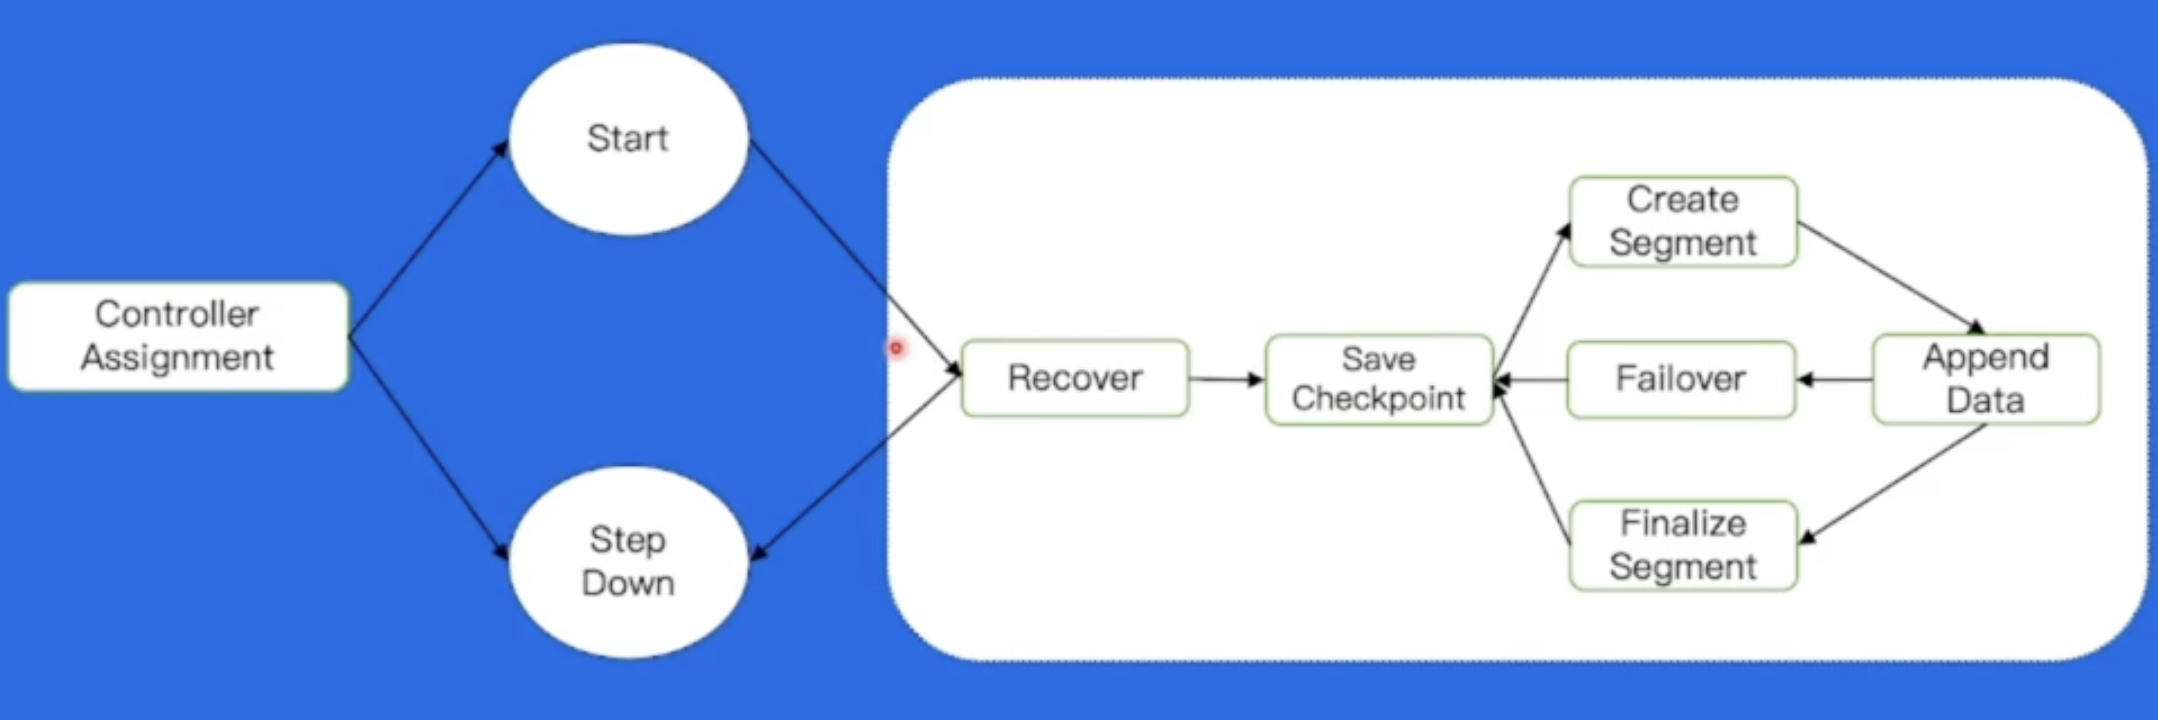 Start
Controller
Assignment
Step
Down
Recover
Save
Checkpoint
Create
Segment
Failover
Append
Data
Finalize
Segment